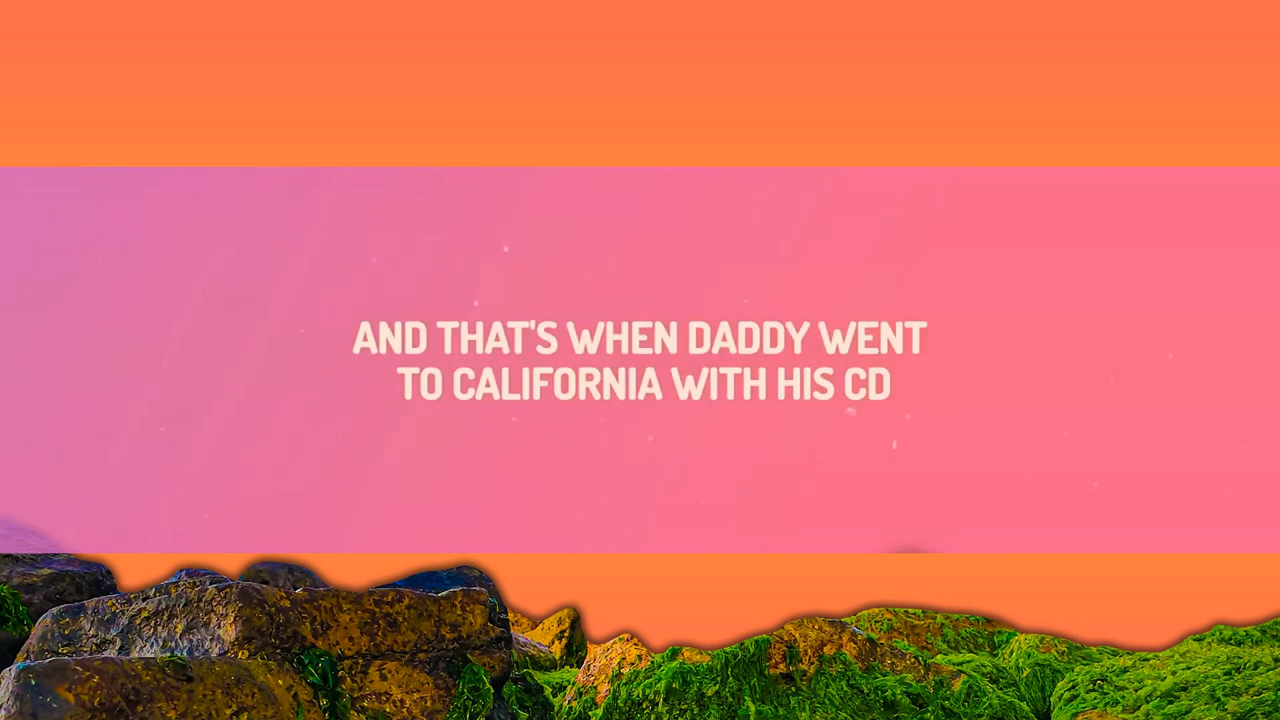 AND THAT'S WHEN DADDY WENT
TO CALIFORNIA WITH HIS CD